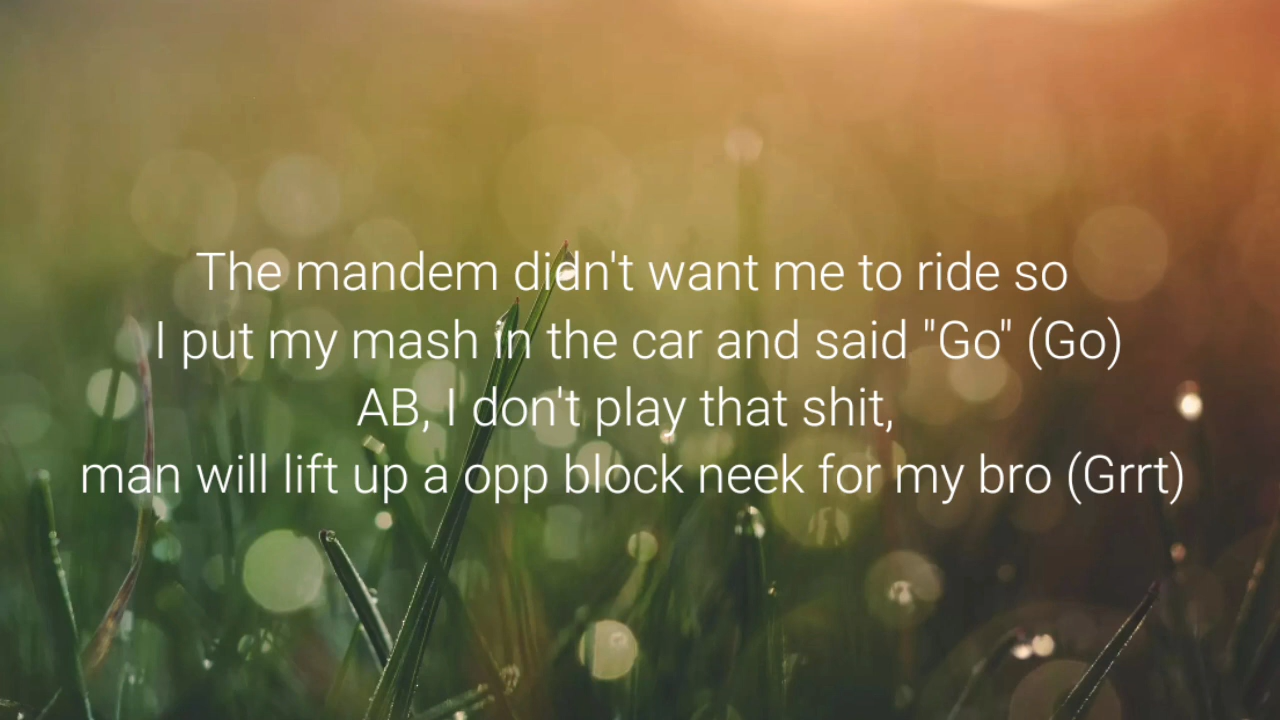 The mandem didn't want me to ride so
I put my mash in the car and said "Go" (Go)
AB, I don't play that shit,
man will lift up a opp block neek for my bro (Grrt)